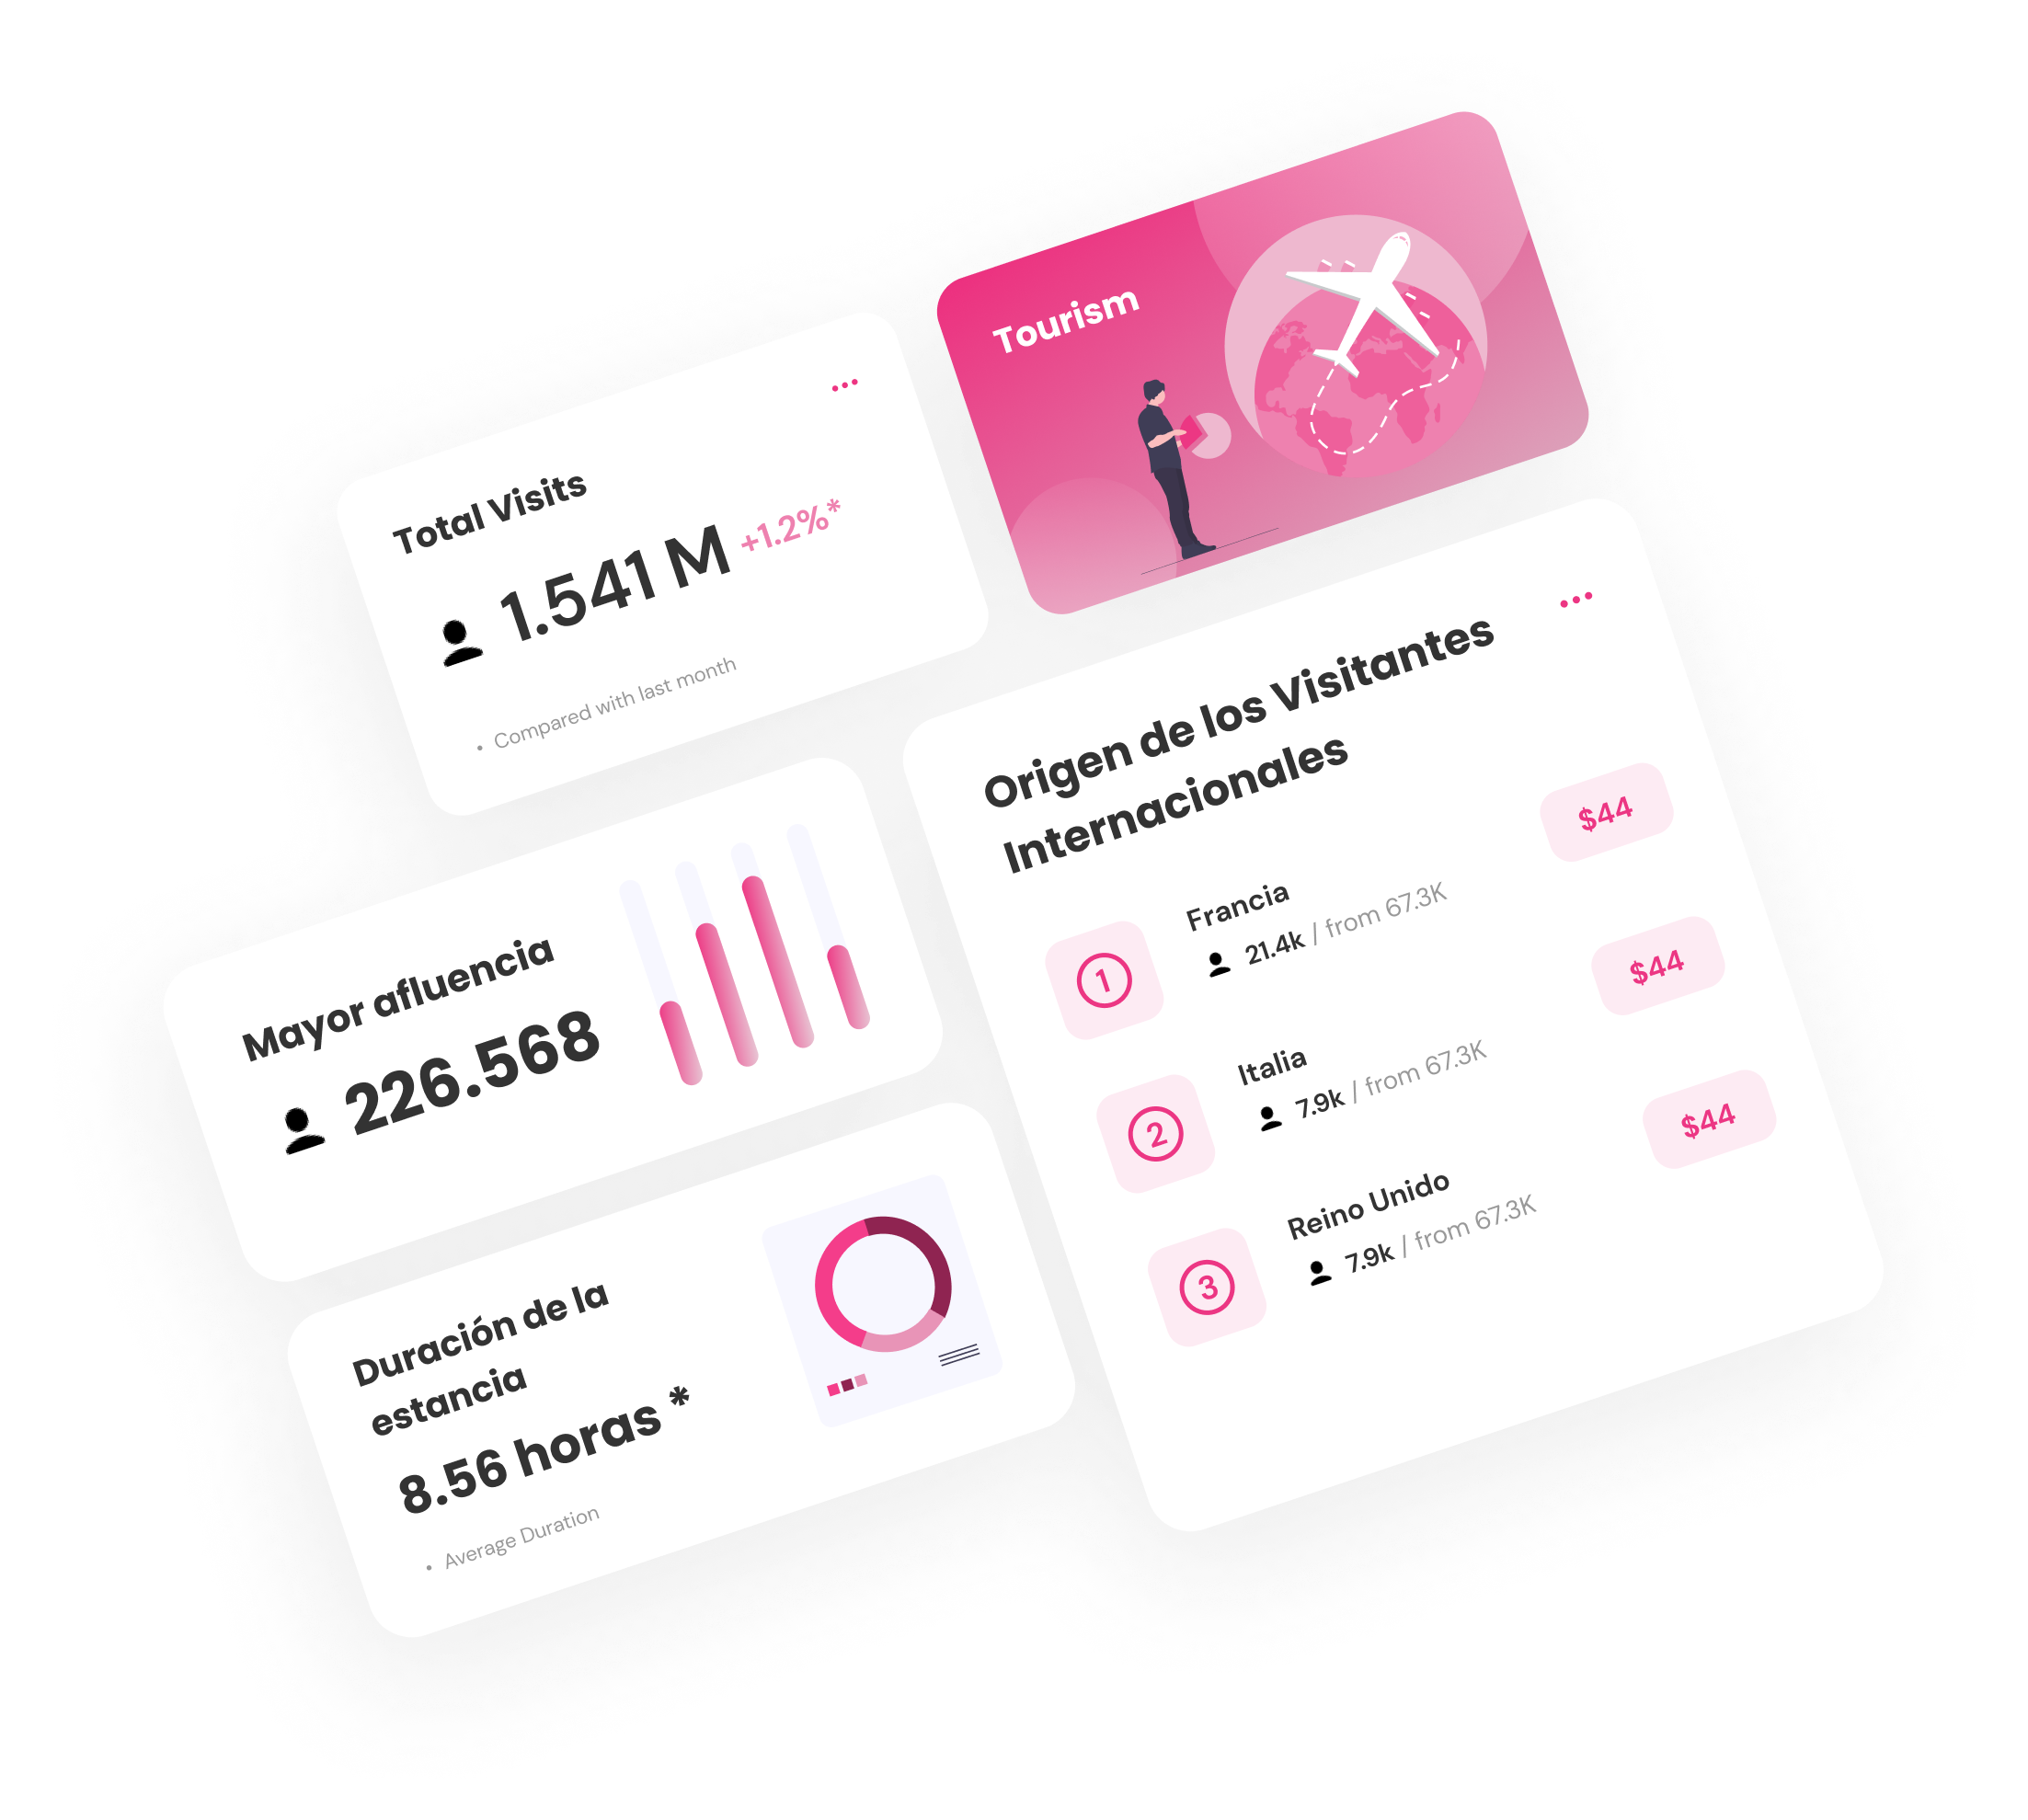 Tourism
Total Visits
1.541 M +1.2%*
• Compared with last month
Mayor afluencia
226.568
Duración de la
estancia
8.56 horas *
• Average Duration
Origen de los Visitantes
Internacionales
1
Francia
21.4k / from 67.3K
$44
2
Italia
7.9k / from 67.3K
$44
3
Reino Unido
7.9k / from 67.3K
$44